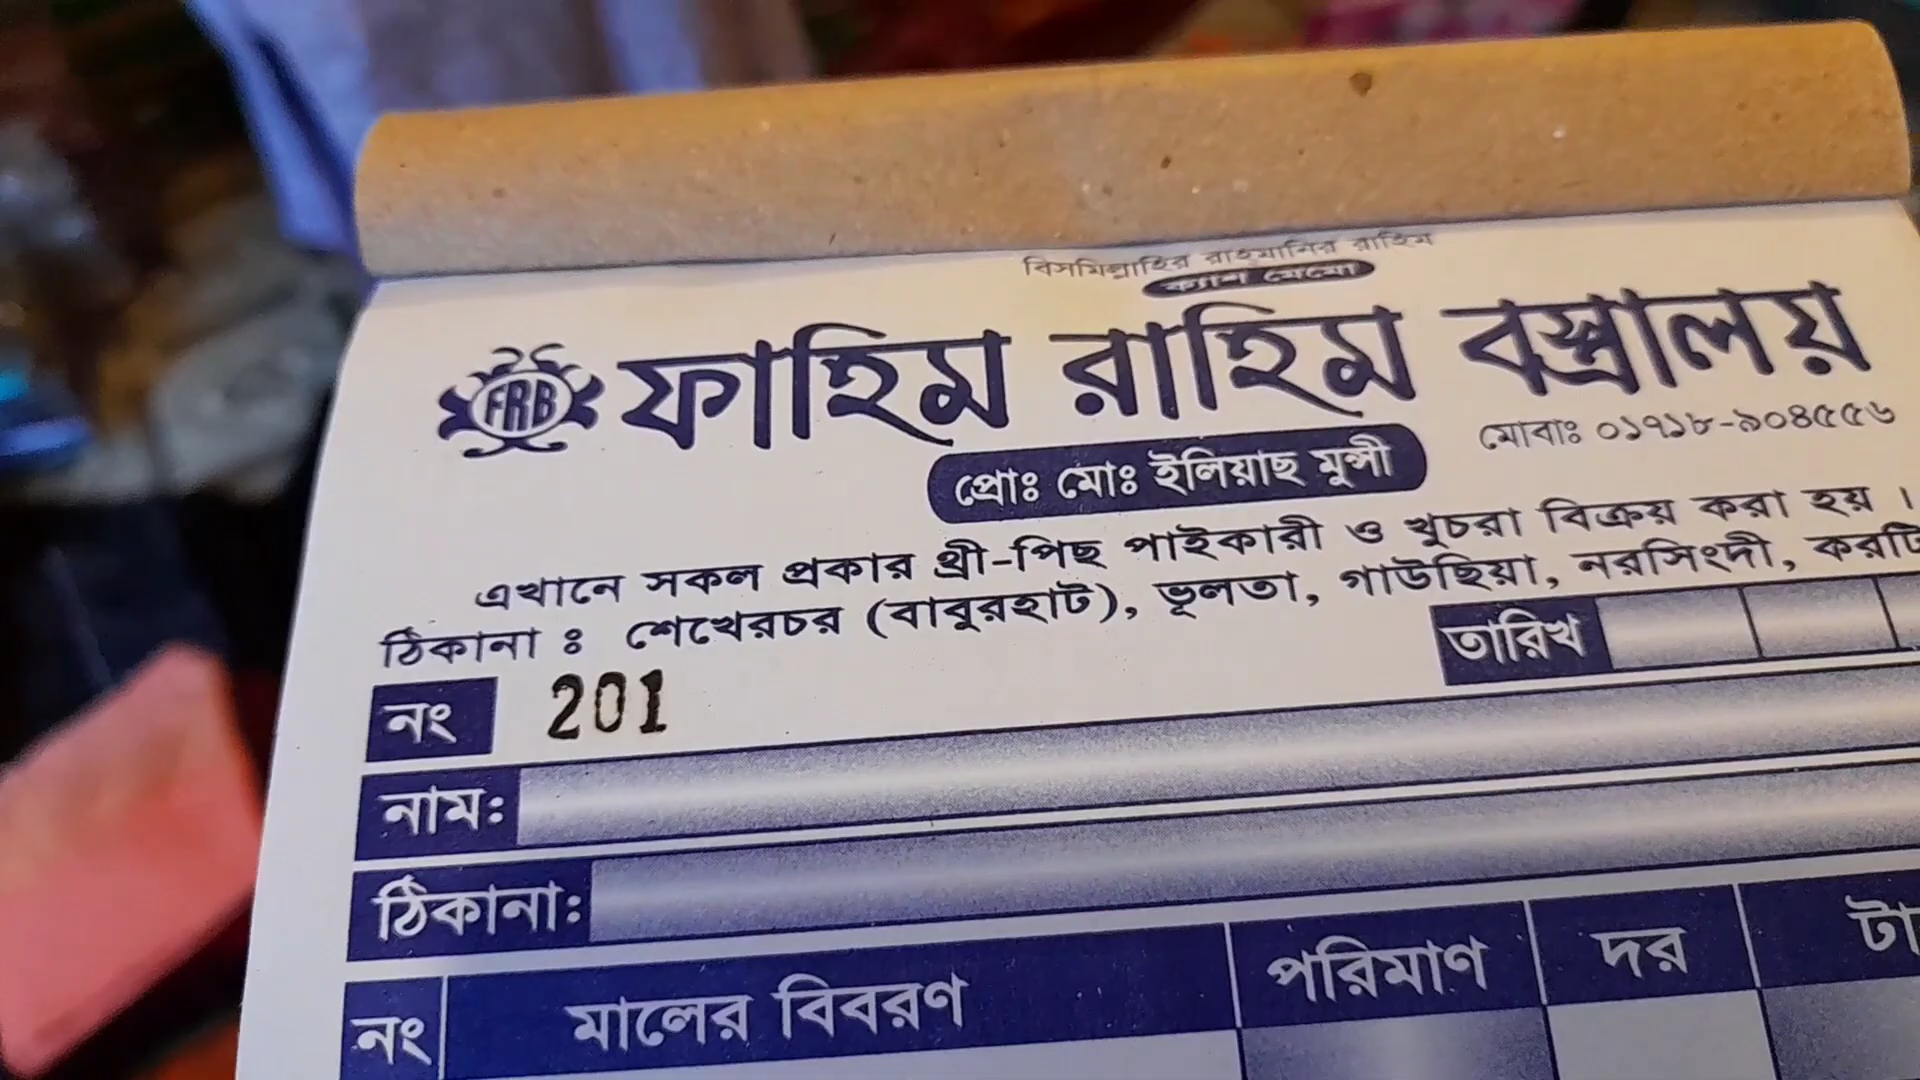 বিসমিল্লাহির রাহমানির রাহিম
ক্যাশ মেমো
FRB ফাহিম রাহিম বস্ত্রালয়
মোবাঃ ০১৭১৮-৯০৪৫৫৬
প্রোঃ মোঃ ইলিয়াছ মুন্সী
এখানে সকল প্রকার থ্রী-পিছ পাইকারী ও খুচরা বিক্রয় করা হয় ।
ঠিকানা ঃ শেখেরচর (বাবুরহাট), ভূলতা, গাউছিয়া, নরসিংদী,
নং 201 তারিখ
নাম:
ঠিকানা:
নং মালের বিবরণ পরিমাণ দর